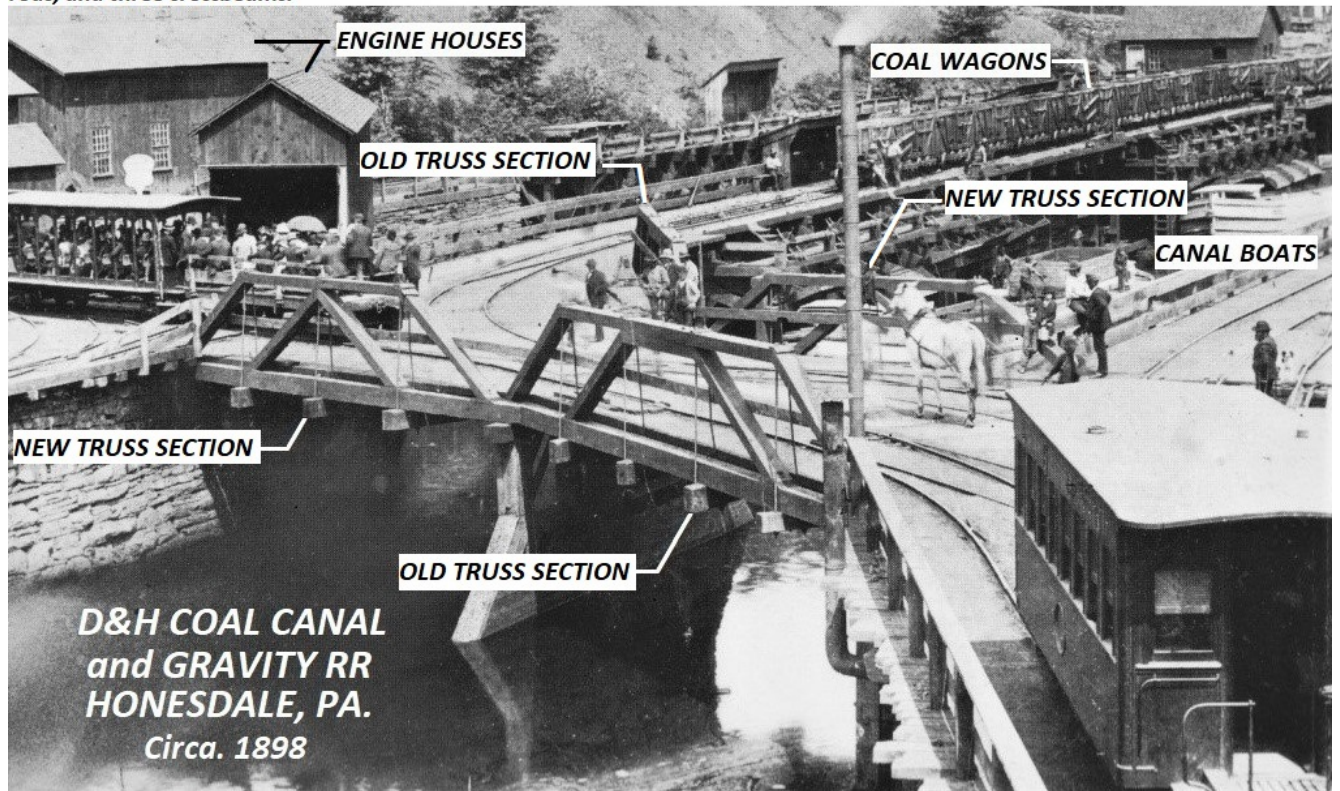 ENGINE HOUSES
COAL WAGONS
OLD TRUSS SECTION
NEW TRUSS SECTION
CANAL BOATS
NEW TRUSS SECTION
OLD TRUSS SECTION
D&H COAL CANAL
and GRAVITY RR
HONESDALE, PA.
Circa. 1898